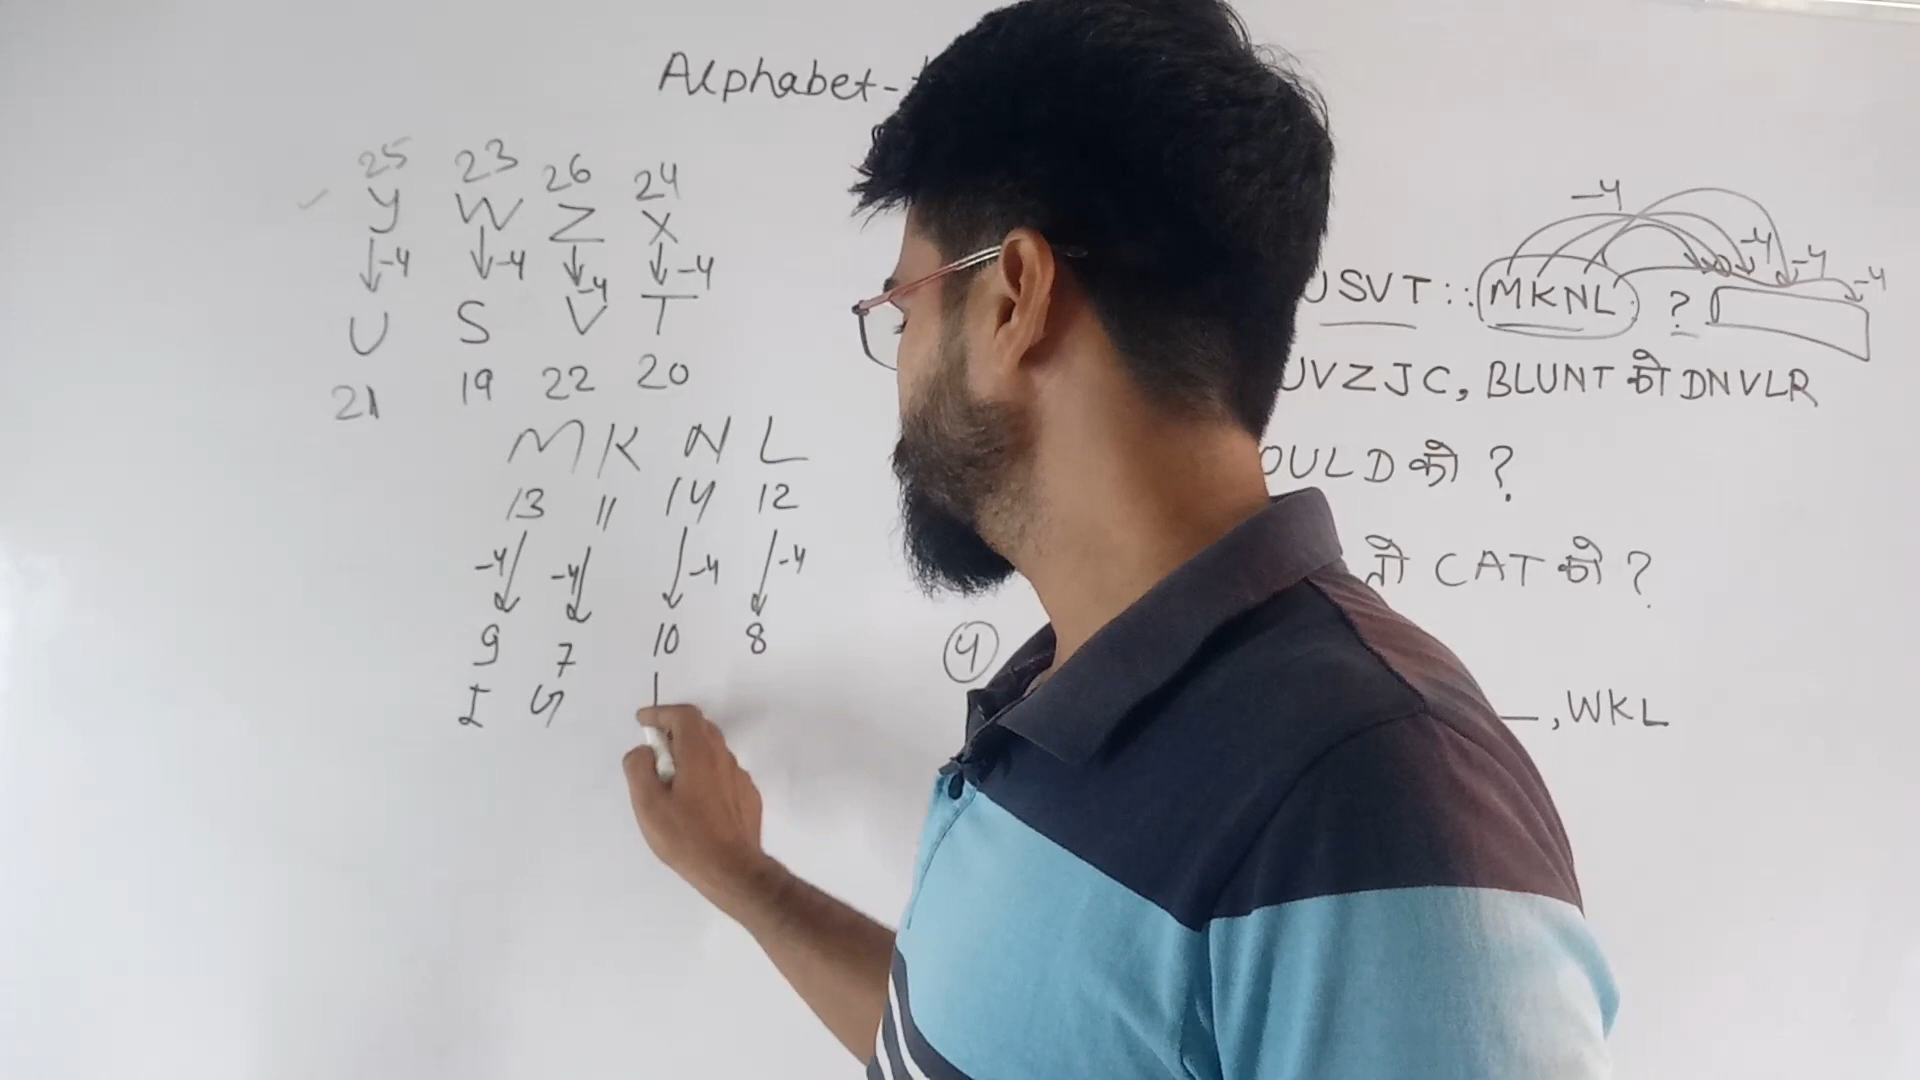 Alphabet-
25 23 26 24
Y W Z X
-4 -4 -4 -4
U S V T
21 19 22 20
M K N L
13 11 14 12
-4 -4 -4 -4
9 7 10 8
I G
-4 -4 -4 -4
USVT :: MKNL ?
UVZJC, BLUNT को DNVLR
OULD को ?
तो CAT को ?
4
, WKL